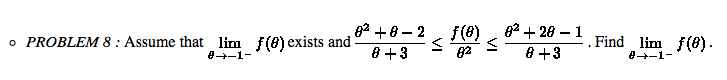 ∘ PROBLEM 8 : Assume that lim_{θ→−1⁻} f(θ) exists and (θ² + θ − 2)/(θ + 3) ≤ f(θ)/θ² ≤ (θ² + 2θ − 1)/(θ + 3) . Find lim_{θ→−1⁻} f(θ) .